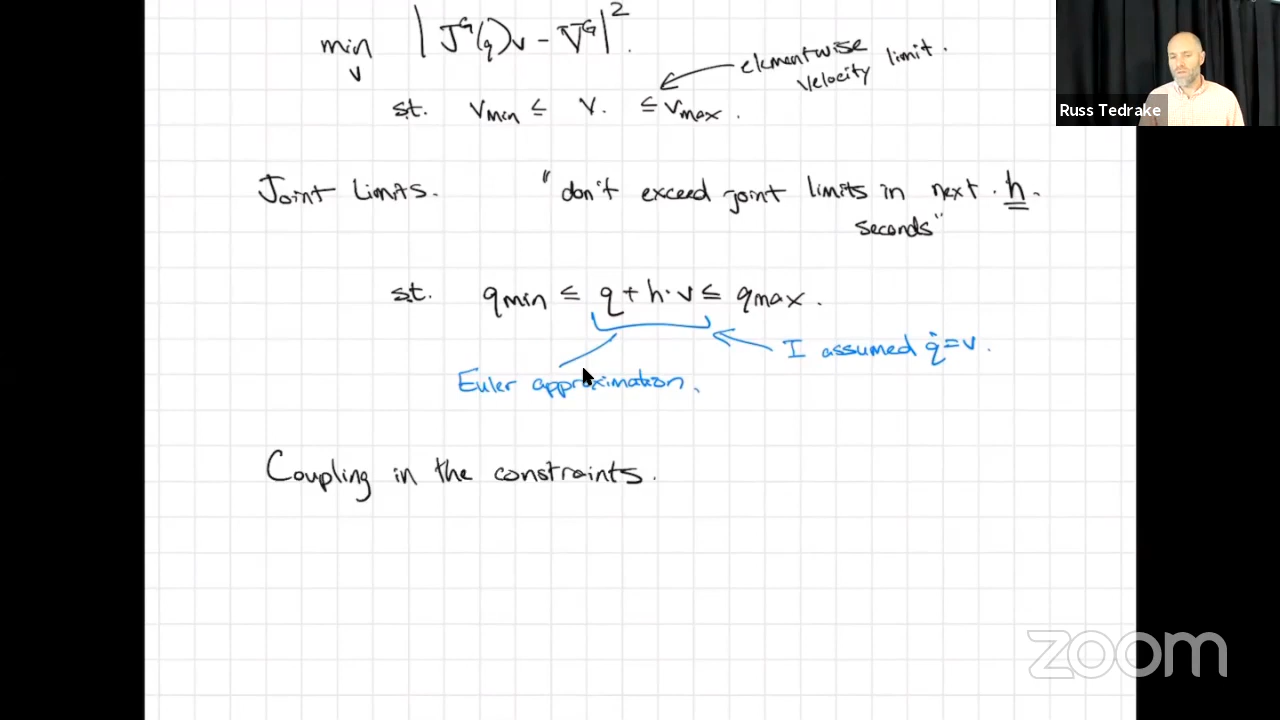 min_v |J^G(q)v - V^G|^2.
elementwise velocity limit.
s.t. v_min ≤ v. ≤ v_max.
Russ Tedrake
Joint Limits. "don't exceed joint limits in next h.
seconds"
s.t. q_min ≤ q + h·v ≤ q_max.
I assumed q̇=v.
Euler approximation.
Coupling in the constraints.
zoom